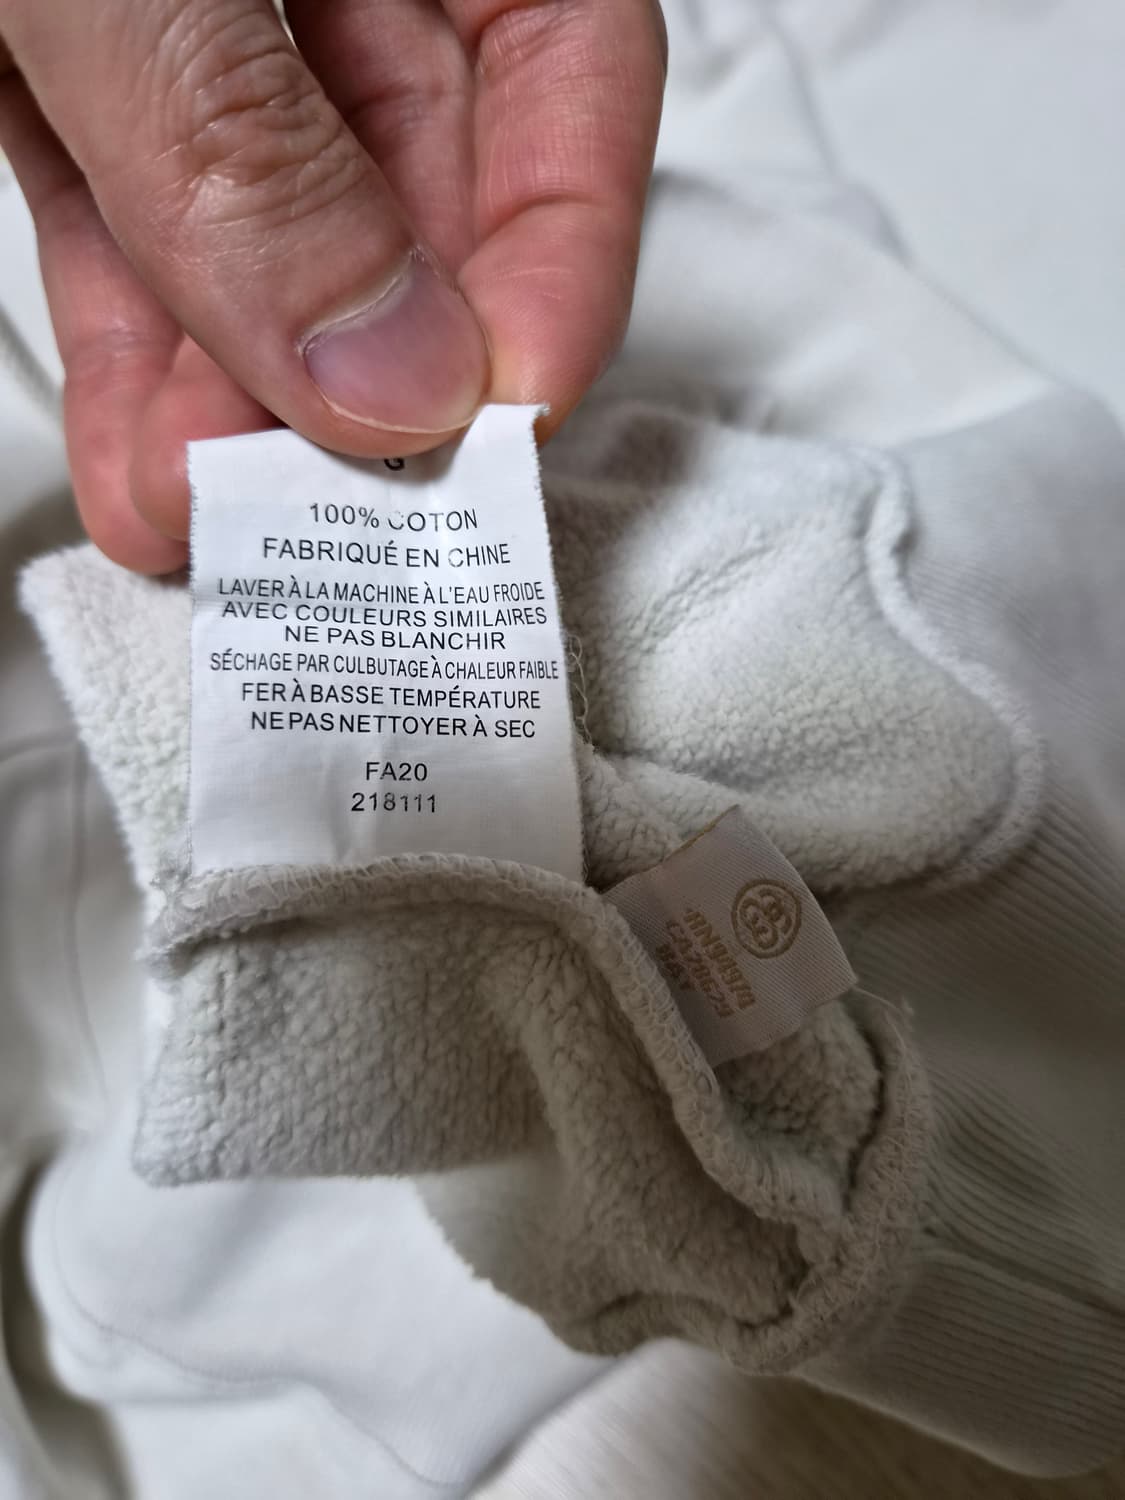 G
100% COTON
FABRIQUÉ EN CHINE
LAVER À LA MACHINE À L'EAU FROIDE
AVEC COULEURS SIMILAIRES
NE PAS BLANCHIR
SÉCHAGE PAR CULBUTAGE À CHALEUR FAIBLE
FER À BASSE TEMPÉRATURE
NE PAS NETTOYER À SEC
FA20
218111